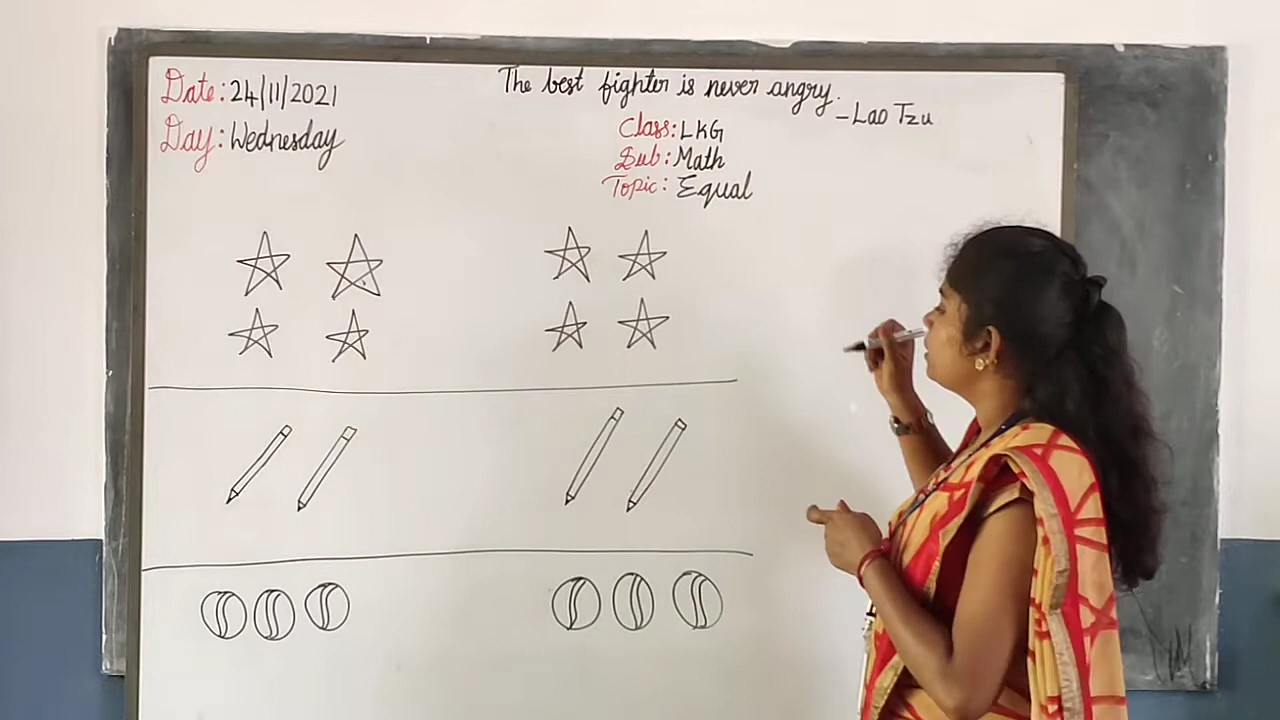 Date: 24/11/2021
Day: Wednesday
The best fighter is never angry.
-Lao Tzu
Class: LKG
Sub: Math
Topic: Equal